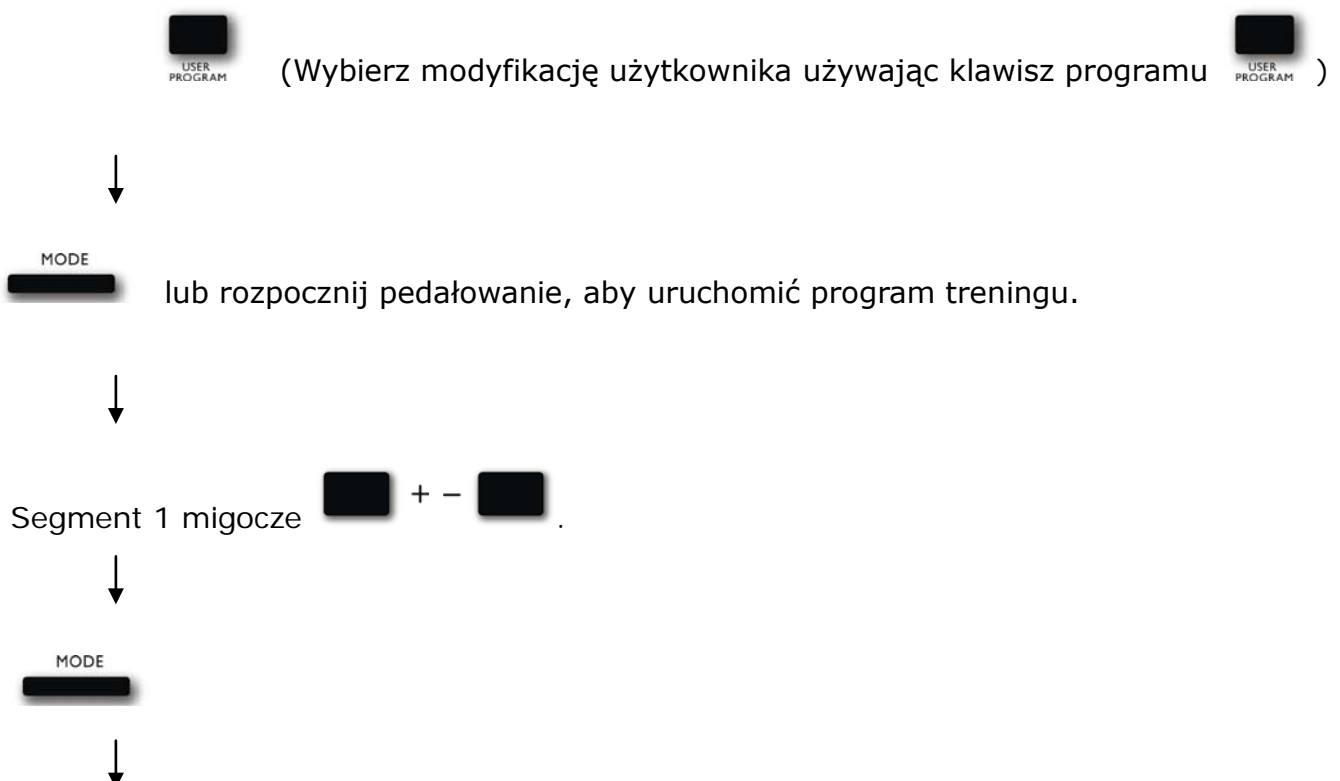 USER PROGRAM (Wybierz modyfikację użytkownika używając klawisz programu USER PROGRAM )
MODE
lub rozpocznij pedałowanie, aby uruchomić program treningu.
Segment 1 migocze + – .
MODE